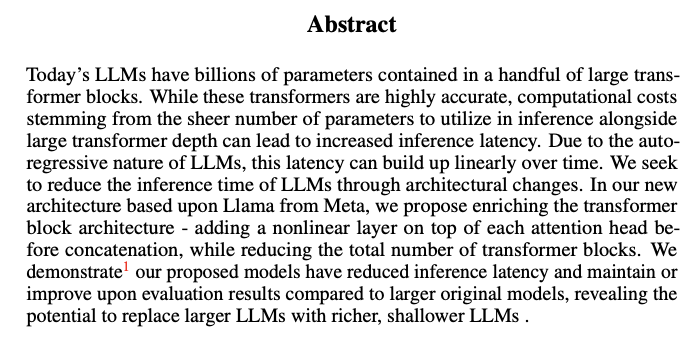 Abstract
Today's LLMs have billions of parameters contained in a handful of large trans-
former blocks. While these transformers are highly accurate, computational costs
stemming from the sheer number of parameters to utilize in inference alongside
large transformer depth can lead to increased inference latency. Due to the auto-
regressive nature of LLMs, this latency can build up linearly over time. We seek
to reduce the inference time of LLMs through architectural changes. In our new
architecture based upon Llama from Meta, we propose enriching the transformer
block architecture - adding a nonlinear layer on top of each attention head be-
fore concatenation, while reducing the total number of transformer blocks. We
demonstrate1 our proposed models have reduced inference latency and maintain or
improve upon evaluation results compared to larger original models, revealing the
potential to replace larger LLMs with richer, shallower LLMs .